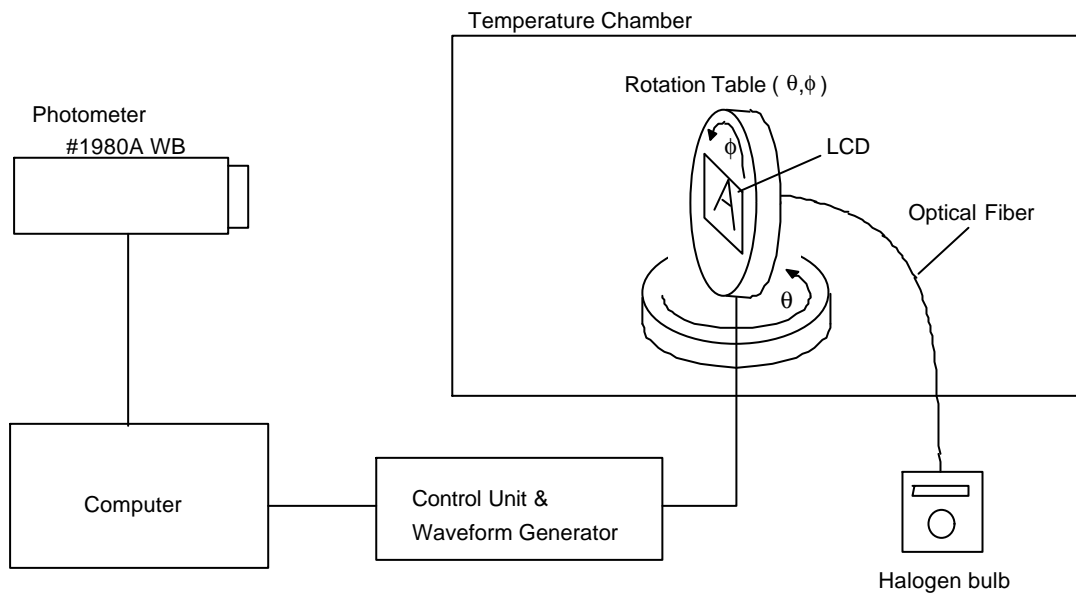 Temperature Chamber
Rotation Table ( θ,ϕ)
Photometer
#1980A WB
ϕ
LCD
A
Optical Fiber
θ
Computer
Control Unit &
Waveform Generator
Halogen bulb